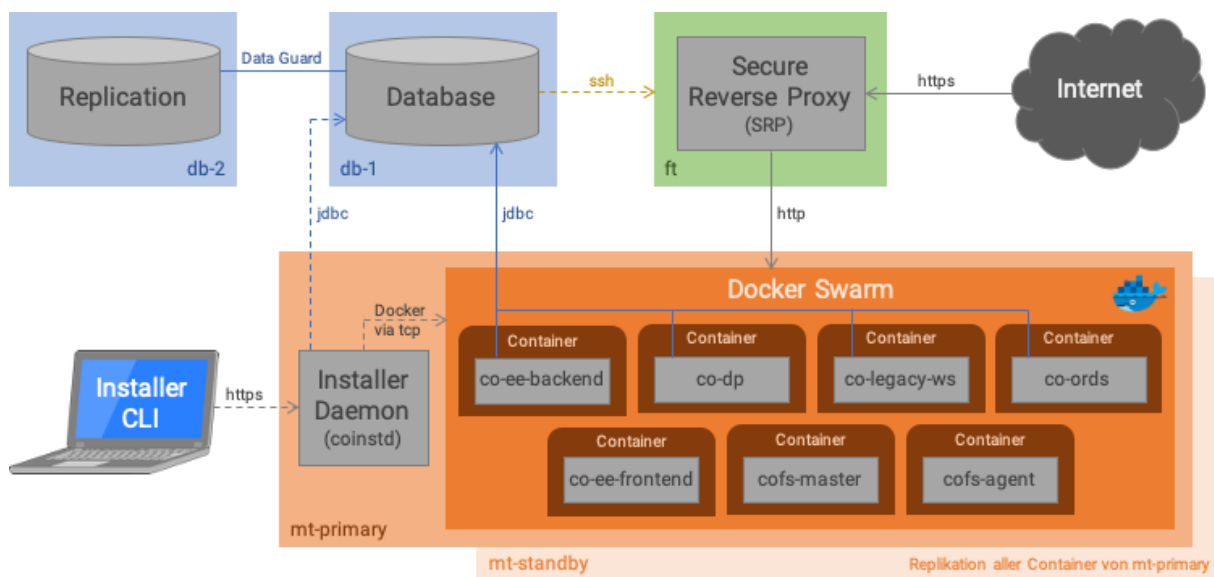 Replication
Data Guard
Database
ssh
Secure
Reverse Proxy
(SRP)
https
Internet
db-2
db-1
ft
jdbc
jdbc
http
Docker Swarm
Docker
via tcp
Installer
CLI
https
Installer
Daemon
(coinstd)
Container
co-ee-backend
Container
co-dp
Container
co-legacy-ws
Container
co-ords
Container
co-ee-frontend
Container
cofs-master
Container
cofs-agent
mt-primary
mt-standby
Replikation aller Container von mt-primary